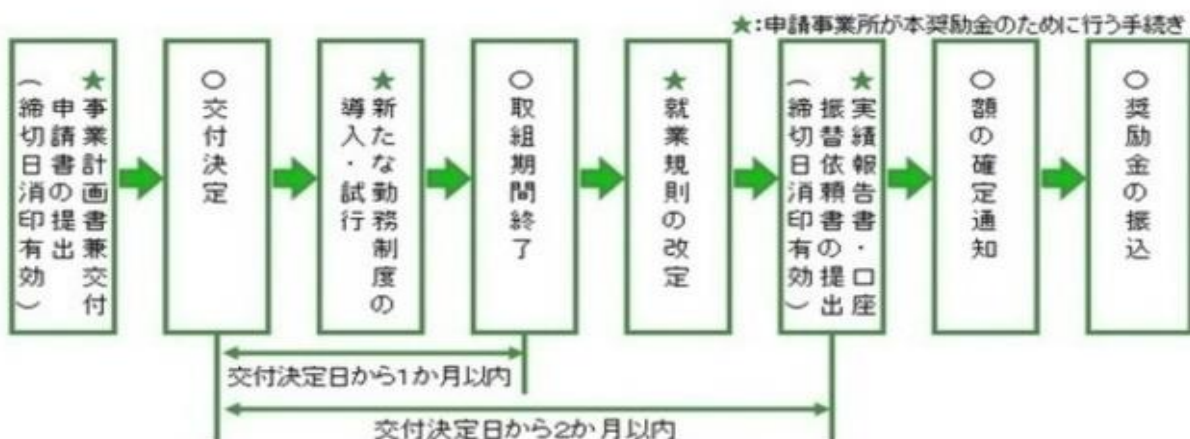 ★:申請事業所が本奨励金のために行う手続き
★事業計画書兼交付
申請書の提出
(締切日消印有効)
○交付決定
★新たな勤務制度の
導入・試行
○取組期間終了
★就業規則の改定
★実績報告書・口座
振替依頼書の提出
(締切日消印有効)
○額の確定通知
○奨励金の振込
交付決定日から1か月以内
交付決定日から2か月以内